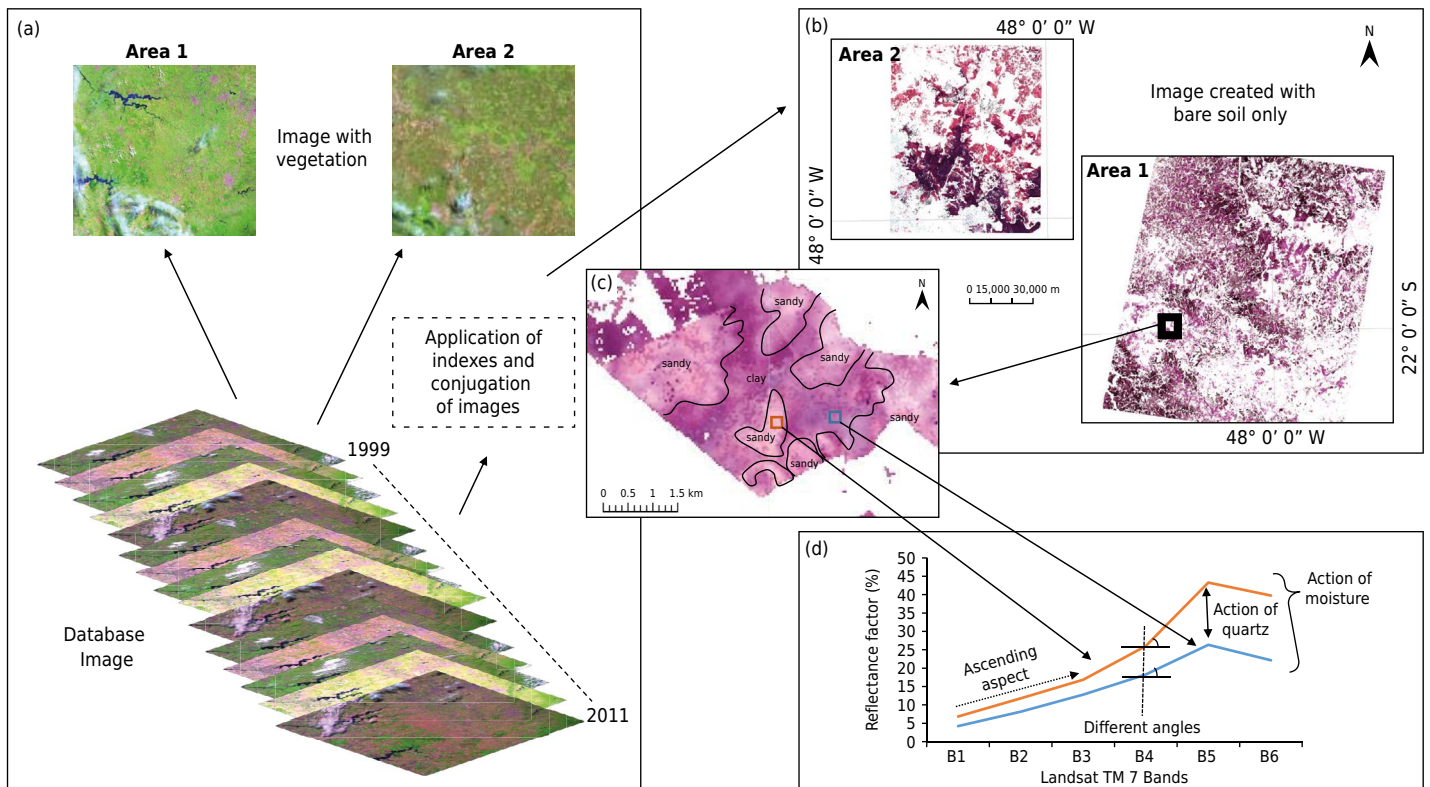 (a)
Area 1
Area 2
Image with
vegetation
Application of
indexes and
conjugation
of images
1999
2011
Database
Image
(b)
48° 0’ 0” W
Area 2
48° 0’ 0” W
N
Image created with
bare soil only
Area 1
22° 0’ 0” S
48° 0’ 0” W
0 15,000 30,000 m
(c)
N
sandy
sandy
sandy
clay
sandy
sandy
sandy
0 0.5 1 1.5 km
(d)
Reflectance factor (%)
50
45
40
35
30
25
20
15
10
5
0
Ascending
aspect
Different angles
Action of
quartz
Action of
moisture
B1 B2 B3 B4 B5 B6
Landsat TM 7 Bands